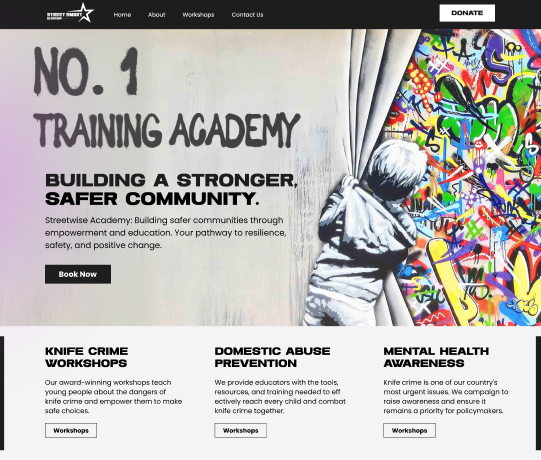 STREET SMART
ACADEMY
Home About Workshops Contact Us
DONATE
NO. 1
TRAINING ACADEMY
BUILDING A STRONGER,
SAFER COMMUNITY.
Streetwise Academy: Building safer communities through
empowerment and education. Your pathway to resilience,
safety, and positive change.
Book Now
KNIFE CRIME
WORKSHOPS
Our award-winning workshops teach
young people about the dangers of
knife crime and empower them to make
safe choices.
Workshops
DOMESTIC ABUSE
PREVENTION
We provide educators with the tools,
resources, and training needed to eff
ectively reach every child and combat
knife crime together.
Workshops
MENTAL HEALTH
AWARENESS
Knife crime is one of our country's
most urgent issues. We campaign to
raise awareness and ensure it
remains a priority for policymakers.
Workshops